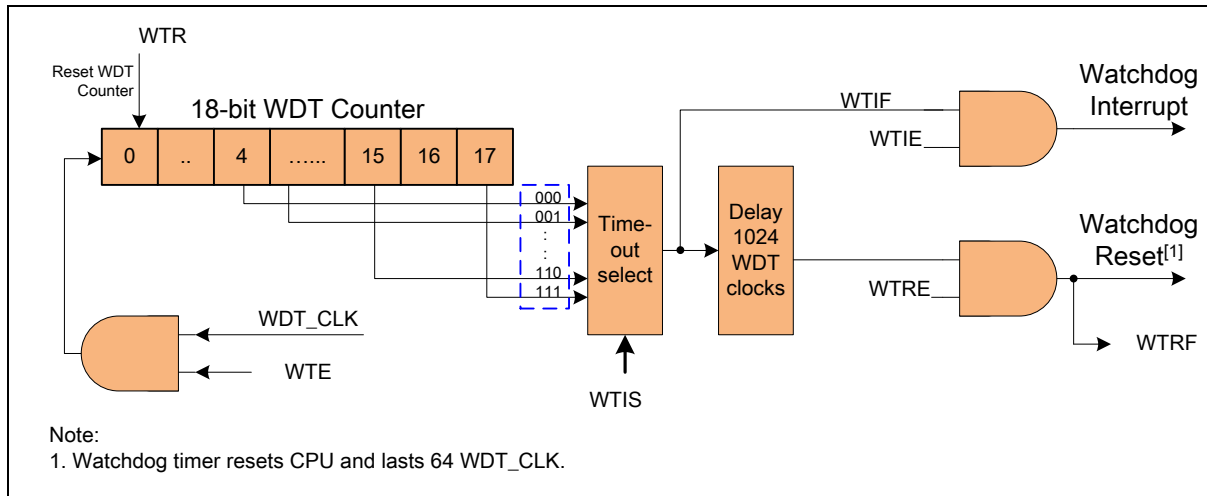 WTR
Reset WDT
Counter
18-bit WDT Counter
0 .. 4 …... 15 16 17
000
001
:
:
110
111
Time-
out
select
WTIS
Delay
1024
WDT
clocks
WTIF
WTIE
Watchdog
Interrupt
WTRE
Watchdog
Reset[1]
WTRF
WDT_CLK
WTE
Note:
1. Watchdog timer resets CPU and lasts 64 WDT_CLK.